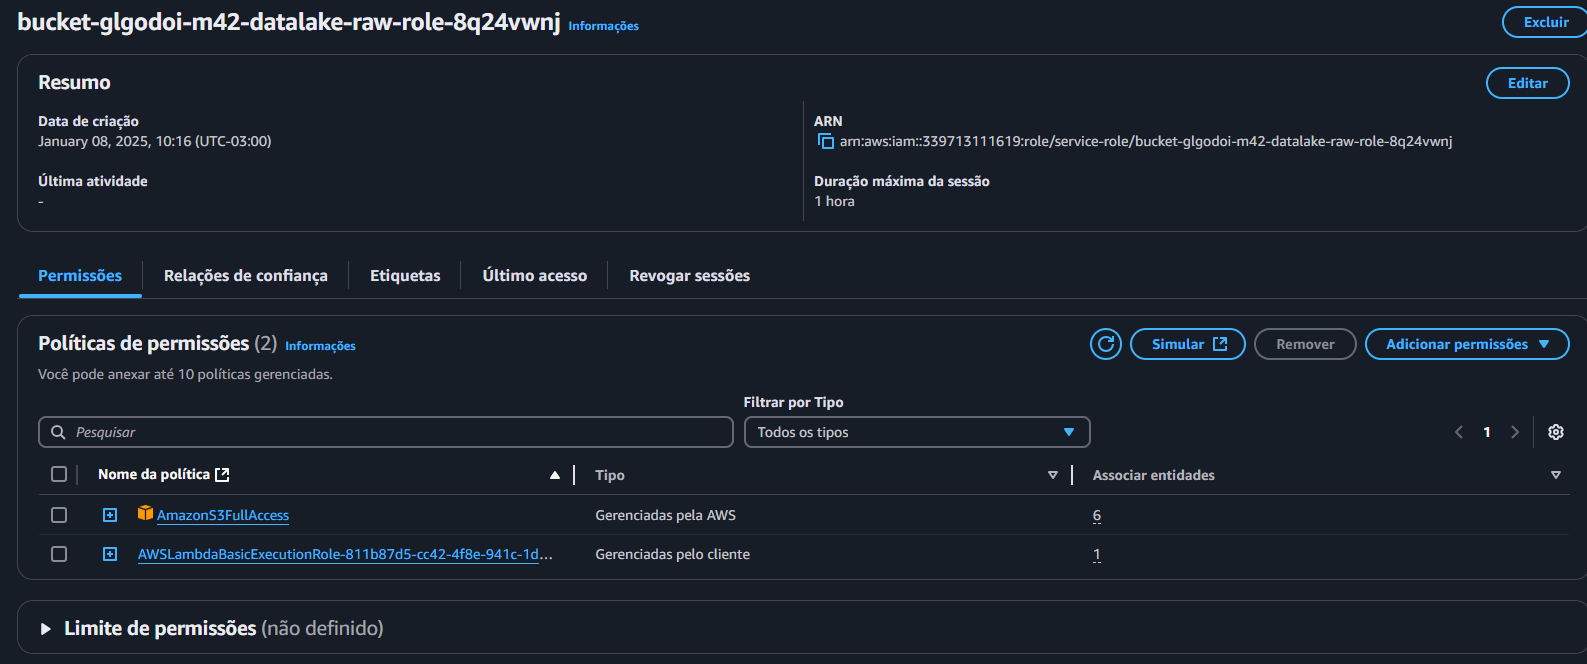 bucket-glgodoi-m42-datalake-raw-role-8q24vwnj Informações
Excluir
Resumo
Editar
Data de criação
January 08, 2025, 10:16 (UTC-03:00)
ARN
arn:aws:iam::339713111619:role/service-role/bucket-glgodoi-m42-datalake-raw-role-8q24vwnj
Última atividade
-
Duração máxima da sessão
1 hora
Permissões Relações de confiança Etiquetas Último acesso Revogar sessões
Políticas de permissões (2) Informações
Simular Remover Adicionar permissões
Você pode anexar até 10 políticas gerenciadas.
Filtrar por Tipo
Pesquisar Todos os tipos 1
Nome da política Tipo Associar entidades
AmazonS3FullAccess Gerenciadas pela AWS 6
AWSLambdaBasicExecutionRole-811b87d5-cc42-4f8e-941c-1d... Gerenciadas pelo cliente 1
Limite de permissões (não definido)